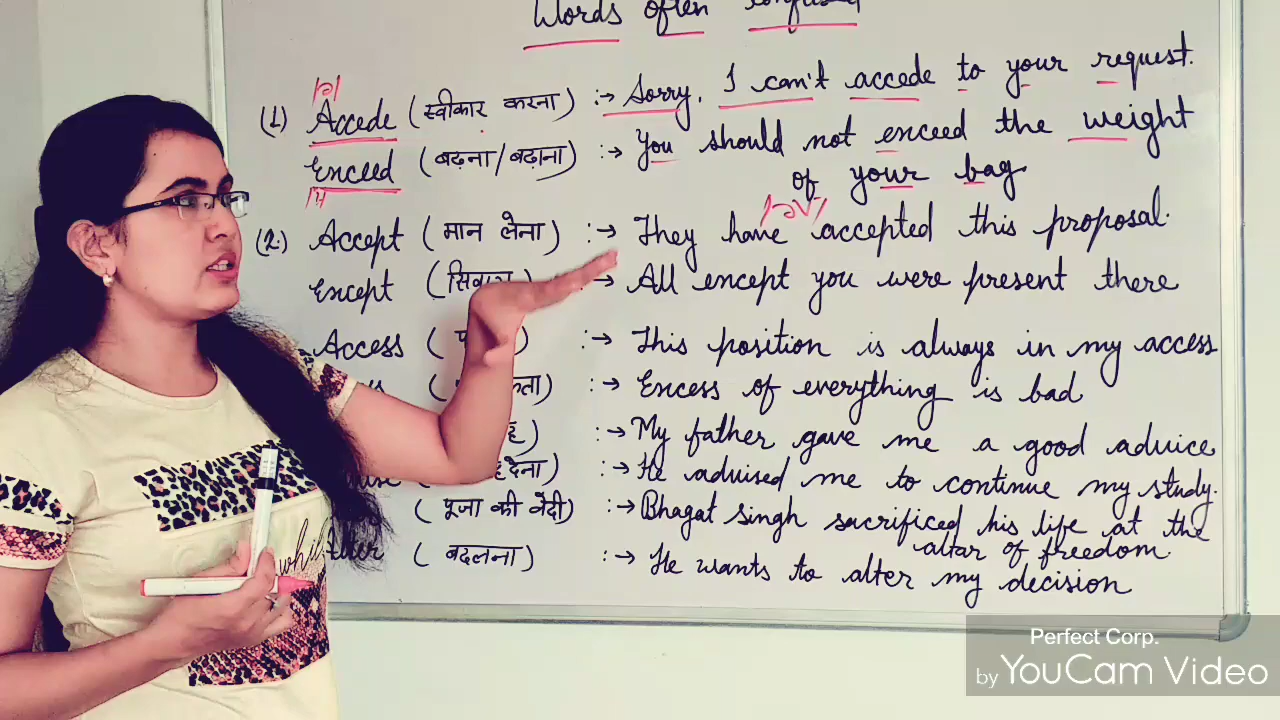 Words often confused
/ə/
(1) Accede (स्वीकार करना) :→ Sorry, I can't accede to your request.
Exceed (बढ़ना/बढ़ाना) :→ You should not exceed the weight
of your bag
(2.) Accept (मान लेना) :→ They have accepted this proposal.
Except :→ All except you were present there
Access :→ This position is always in my access
:→ Excess of everything is bad
:→ My father gave me a good advice
देना) :→ He advised me to continue my study.
(पूजा की वेदी) :→ Bhagat singh sacrificed his life at the
altar of freedom
(बदलना) :→ He wants to alter my decision
Perfect Corp.
by YouCam Video